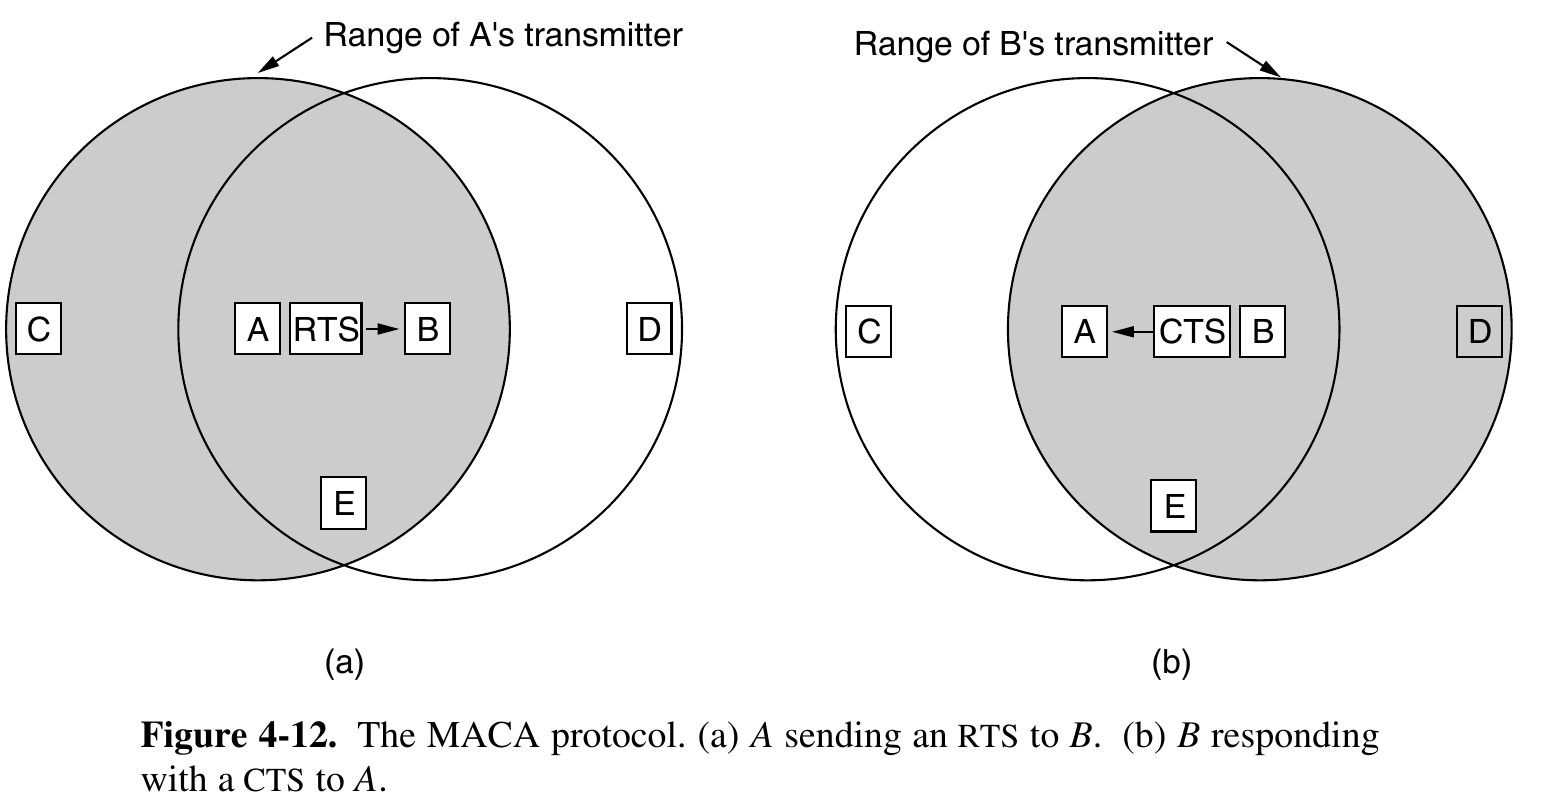 Range of A's transmitter
Range of B's transmitter
C A RTS B D
C A CTS B D
E
E
(a)
(b)
Figure 4-12. The MACA protocol. (a) A sending an RTS to B. (b) B responding
with a CTS to A.